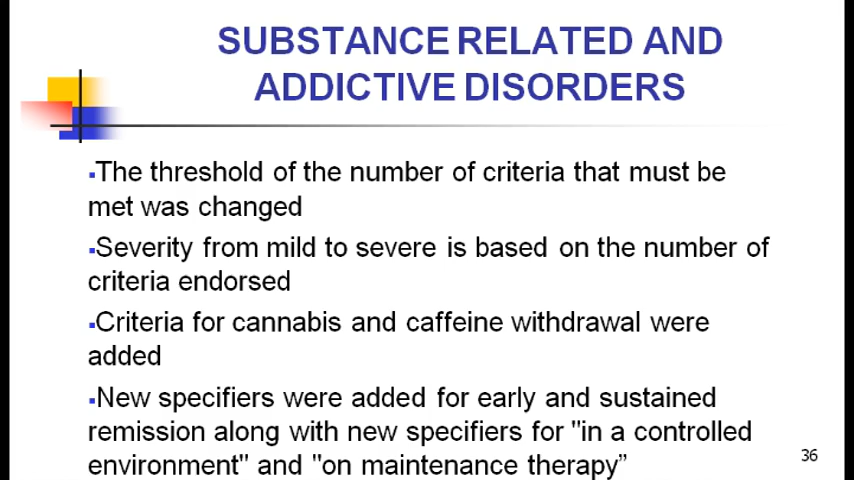 SUBSTANCE RELATED AND
ADDICTIVE DISORDERS
▪The threshold of the number of criteria that must be
met was changed
▪Severity from mild to severe is based on the number of
criteria endorsed
▪Criteria for cannabis and caffeine withdrawal were
added
▪New specifiers were added for early and sustained
remission along with new specifiers for "in a controlled
environment" and "on maintenance therapy”
36